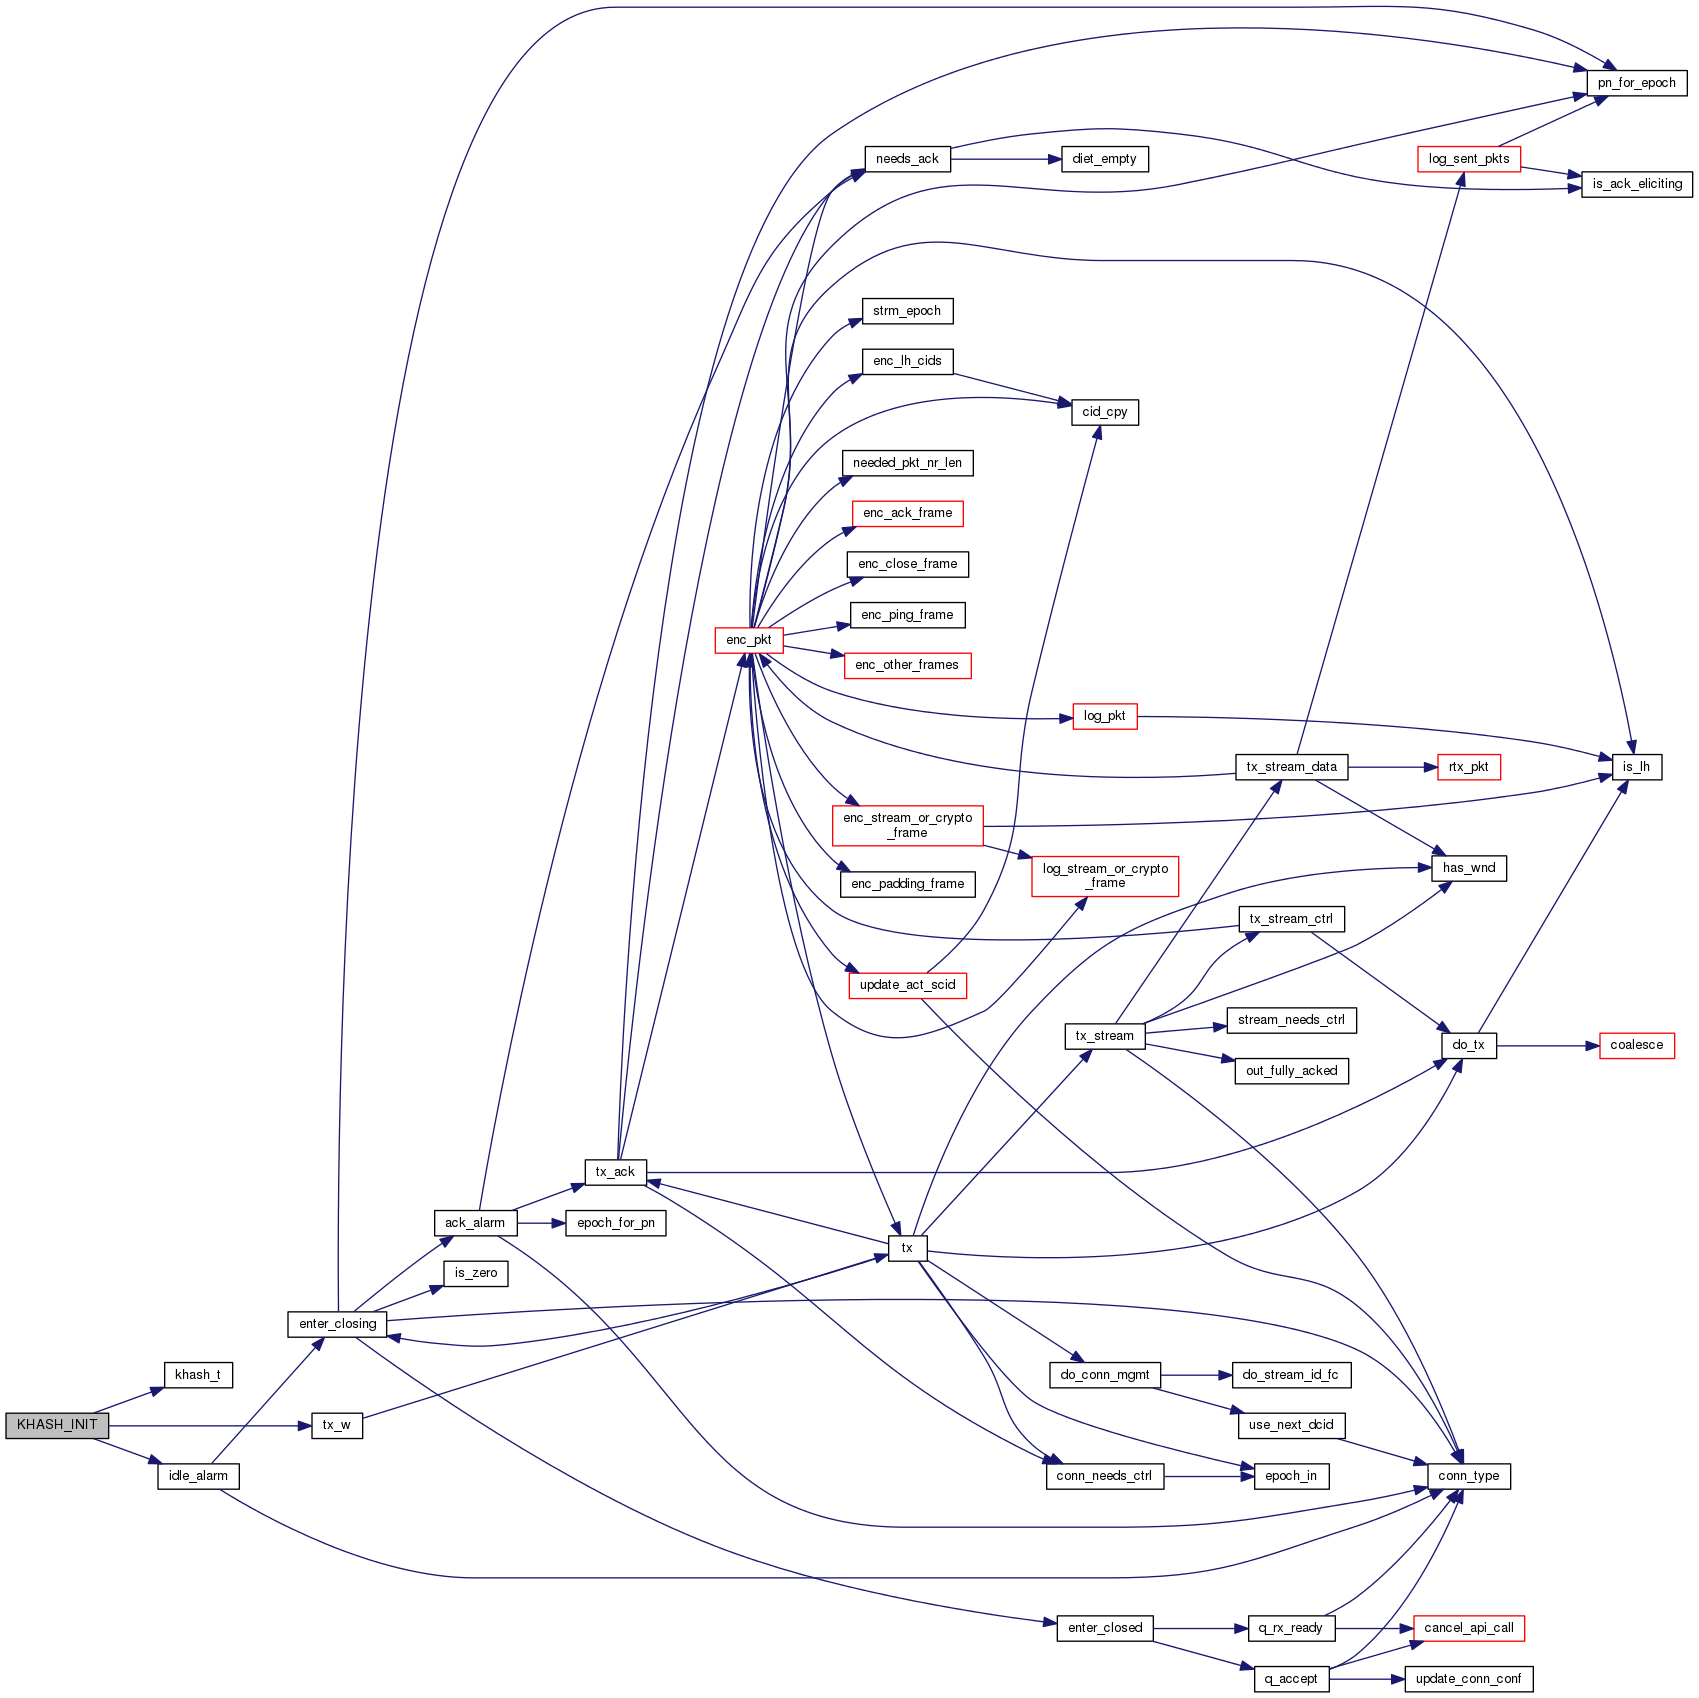 pn_for_epoch
needs_ack
diet_empty
log_sent_pkts
is_ack_eliciting
strm_epoch
enc_lh_cids
cid_cpy
needed_pkt_nr_len
enc_ack_frame
enc_close_frame
enc_ping_frame
enc_pkt
enc_other_frames
log_pkt
tx_stream_data
rtx_pkt
is_lh
enc_stream_or_crypto
_frame
log_stream_or_crypto
_frame
has_wnd
enc_padding_frame
tx_stream_ctrl
update_act_scid
stream_needs_ctrl
tx_stream
do_tx
coalesce
out_fully_acked
tx_ack
ack_alarm
epoch_for_pn
tx
is_zero
enter_closing
khash_t
do_conn_mgmt
do_stream_id_fc
KHASH_INIT
tx_w
use_next_dcid
idle_alarm
conn_needs_ctrl
epoch_in
conn_type
enter_closed
q_rx_ready
cancel_api_call
q_accept
update_conn_conf